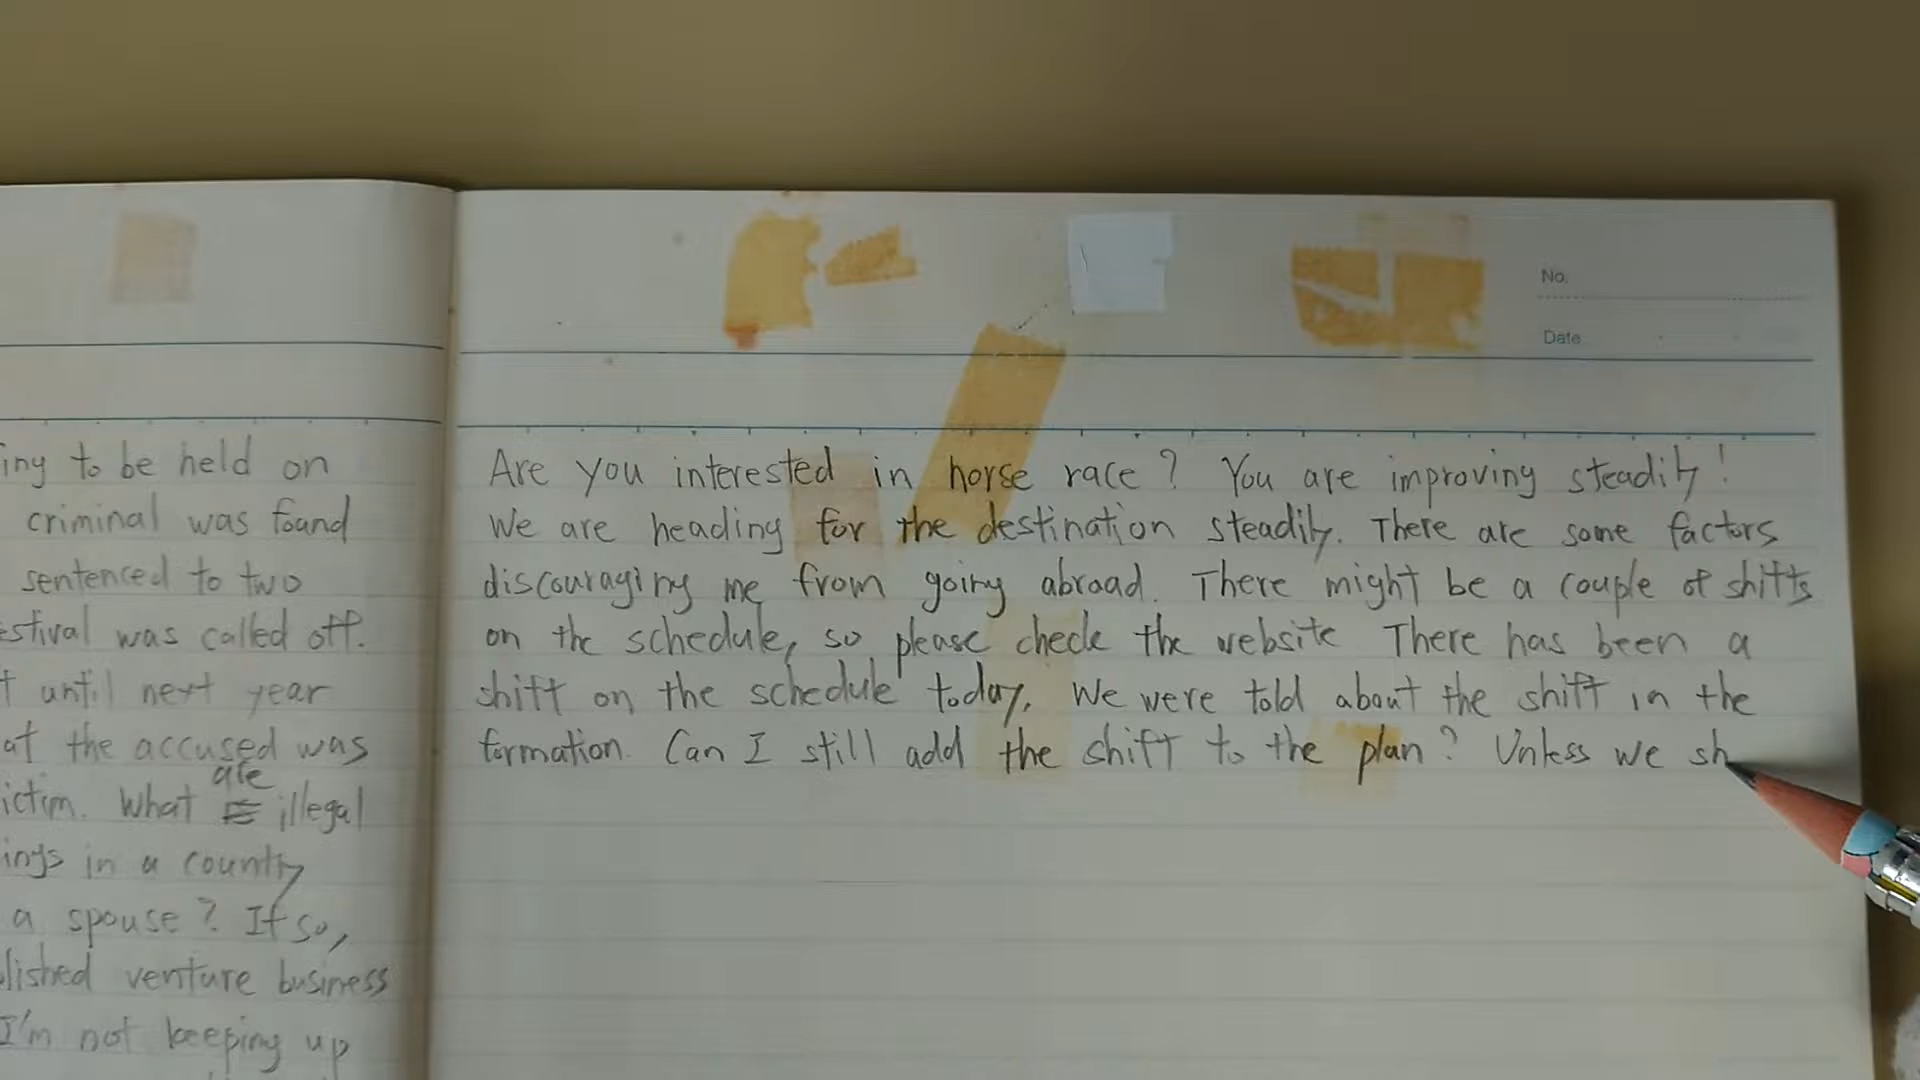 iny to be held on
criminal was found
sentenced to two
estival was called off.
t until next year
at the accused was
are
ictim. What illegal
ings in a country
a spouse? If so,
lished venture business
I'm not keeping up
No.
Date
Are you interested in horse race? You are improving steadily!
We are heading for the destination steadily. There are some factors
discouraging me from going abroad. There might be a couple of shifts
on the schedule, so please check the website There has been a
shift on the schedule today. We were told about the shift in the
formation. Can I still add the shift to the plan? Unless we sh